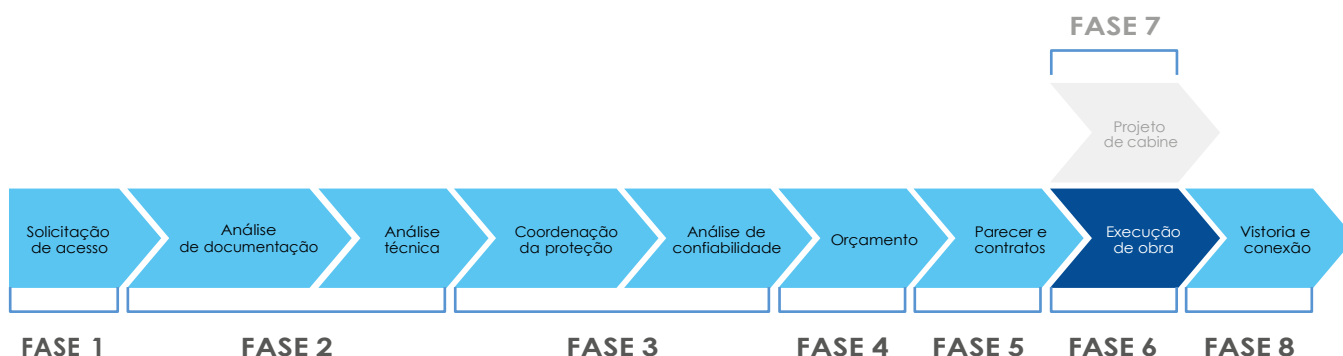 FASE 7
Projeto
de cabine
Solicitação
de acesso
Análise
de documentação
Análise
técnica
Coordenação
da proteção
Análise de
confiabilidade
Orçamento
Parecer e
contratos
Execução
de obra
Vistoria e
conexão
FASE 1
FASE 2
FASE 3
FASE 4
FASE 5
FASE 6
FASE 8